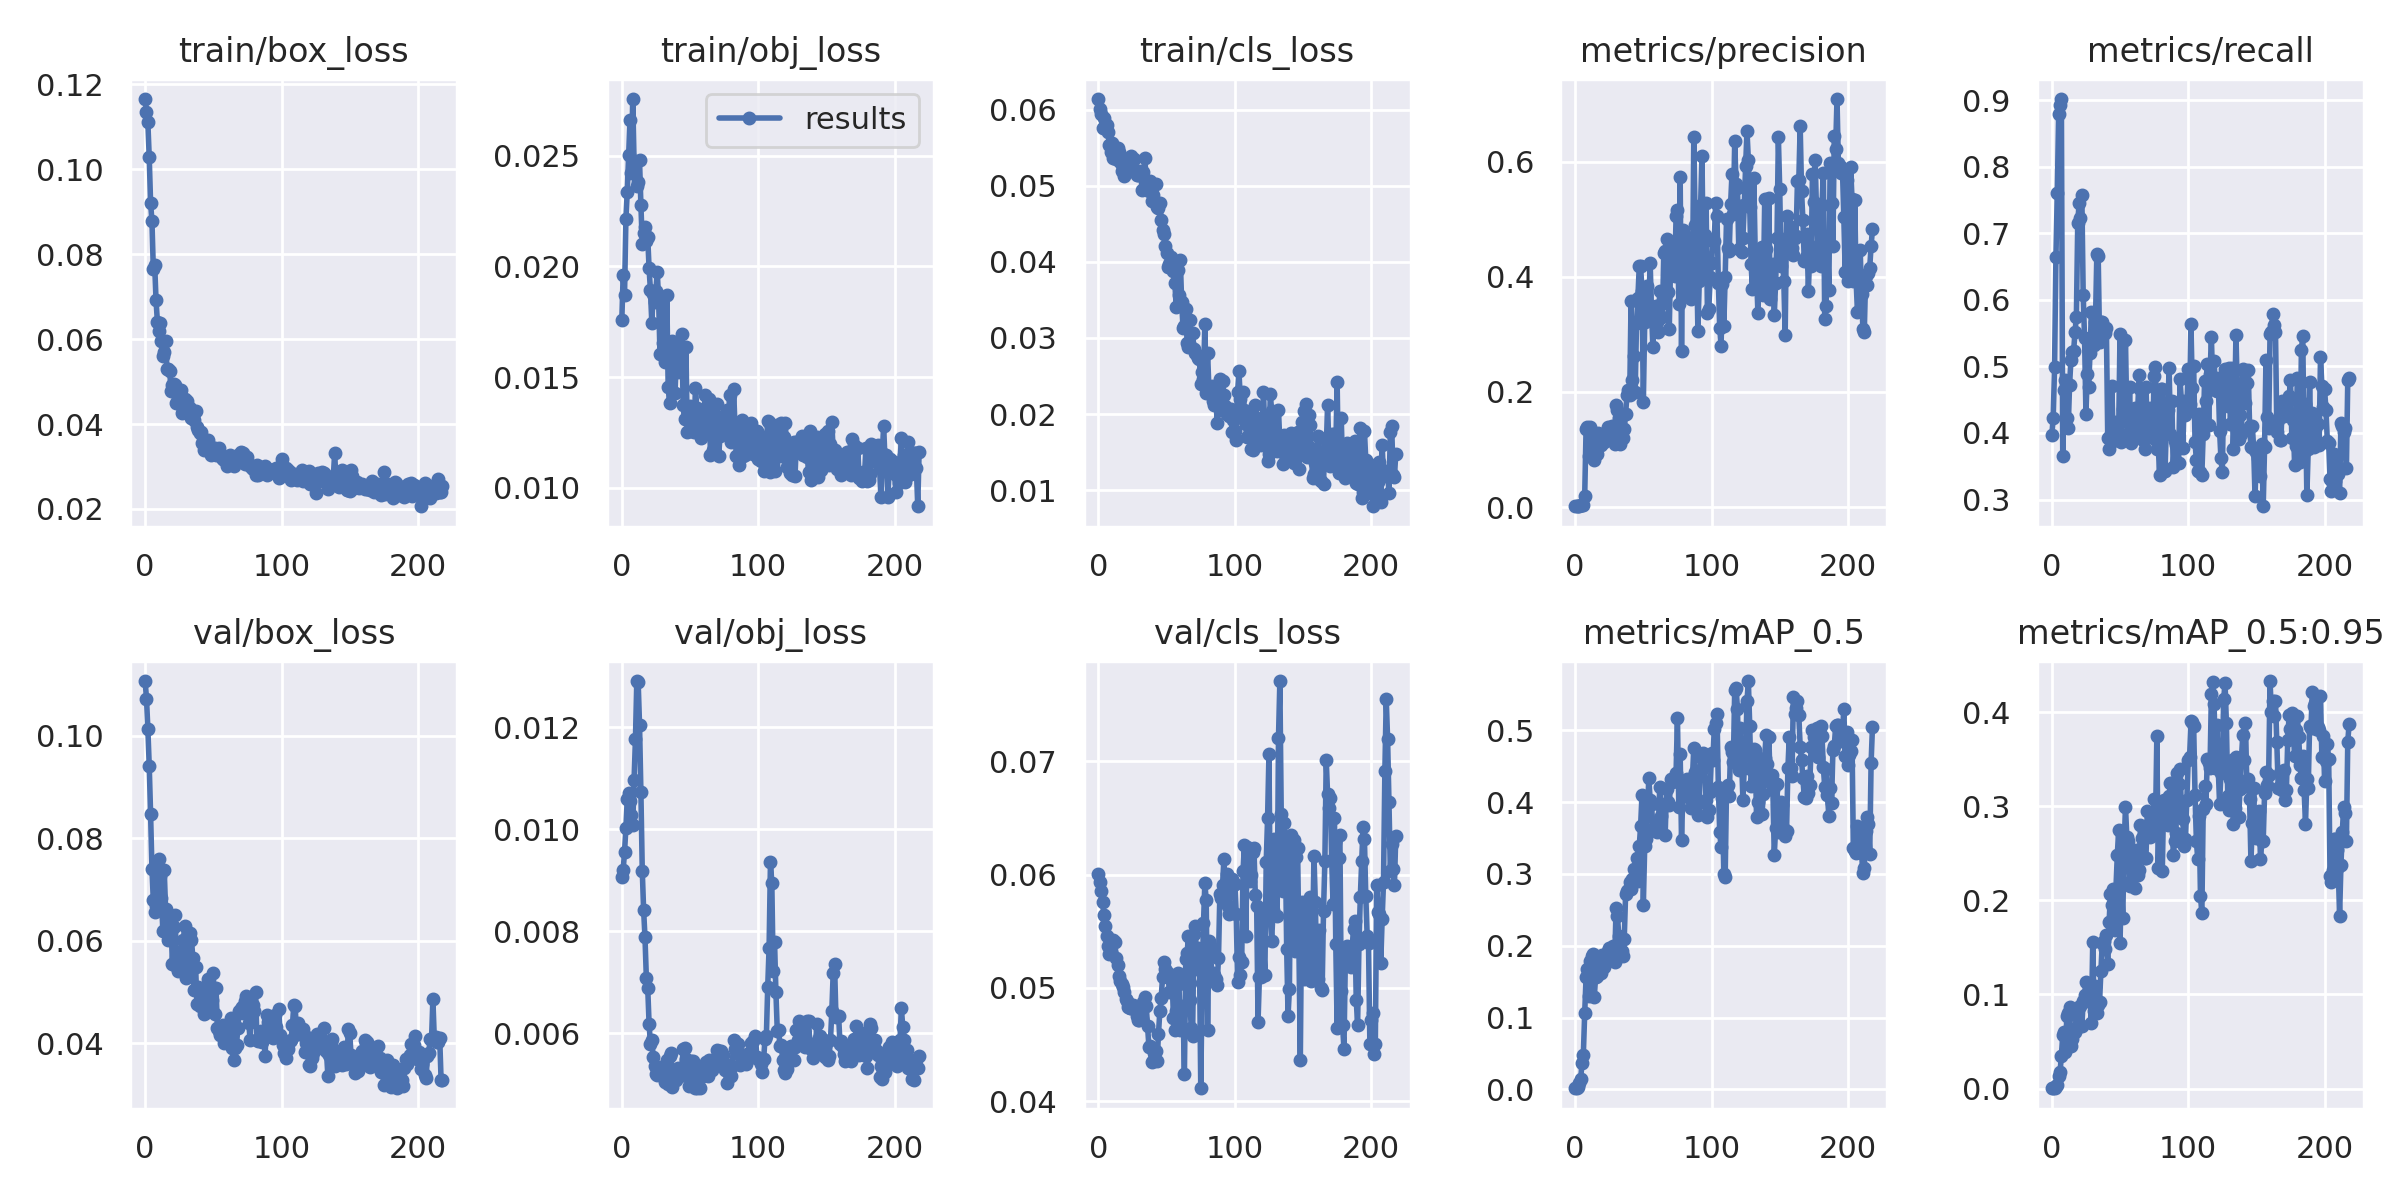 train/box_loss
0.12
0.10
0.08
0.06
0.04
0.02
0 100 200
train/obj_loss
results
0.025
0.020
0.015
0.010
0 100 200
train/cls_loss
0.06
0.05
0.04
0.03
0.02
0.01
0 100 200
metrics/precision
0.6
0.4
0.2
0.0
0 100 200
metrics/recall
0.9
0.8
0.7
0.6
0.5
0.4
0.3
0 100 200
val/box_loss
0.10
0.08
0.06
0.04
0 100 200
val/obj_loss
0.012
0.010
0.008
0.006
0 100 200
val/cls_loss
0.07
0.06
0.05
0.04
0 100 200
metrics/mAP_0.5
0.5
0.4
0.3
0.2
0.1
0.0
0 100 200
metrics/mAP_0.5:0.95
0.4
0.3
0.2
0.1
0.0
0 100 200